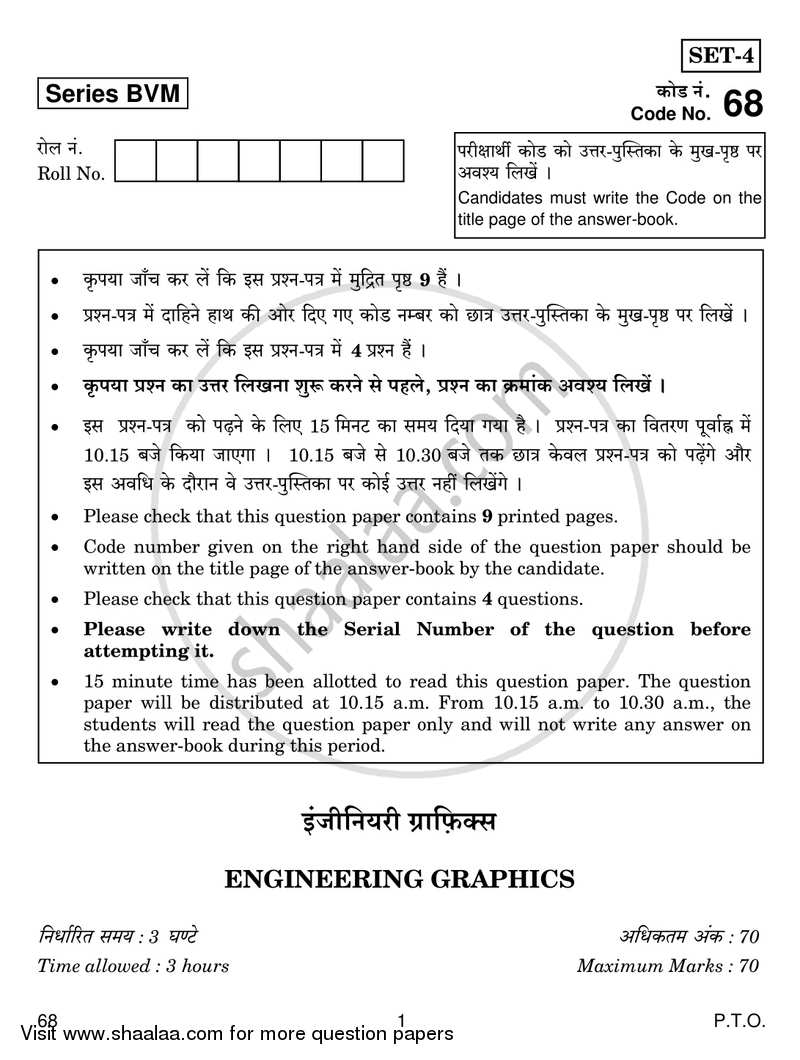 SET-4
Series BVM
कोड नं.
Code No. 68
रोल नं.
Roll No.
परीक्षार्थी कोड को उत्तर-पुस्तिका के मुख-पृष्ठ पर
अवश्य लिखें ।
Candidates must write the Code on the
title page of the answer-book.
• कृपया जाँच कर लें कि इस प्रश्न-पत्र में मुद्रित पृष्ठ 9 हैं ।
• प्रश्न-पत्र में दाहिने हाथ की ओर दिए गए कोड नम्बर को छात्र उत्तर-पुस्तिका के मुख-पृष्ठ पर लिखें ।
• कृपया जाँच कर लें कि इस प्रश्न-पत्र में 4 प्रश्न हैं ।
• कृपया प्रश्न का उत्तर लिखना शुरू करने से पहले, प्रश्न का क्रमांक अवश्य लिखें ।
• इस प्रश्न-पत्र को पढ़ने के लिए 15 मिनट का समय दिया गया है । प्रश्न-पत्र का वितरण पूर्वाह्न में
10.15 बजे किया जाएगा । 10.15 बजे से 10.30 बजे तक छात्र केवल प्रश्न-पत्र को पढ़ेंगे और
इस अवधि के दौरान वे उत्तर-पुस्तिका पर कोई उत्तर नहीं लिखेंगे ।
• Please check that this question paper contains 9 printed pages.
• Code number given on the right hand side of the question paper should be
written on the title page of the answer-book by the candidate.
• Please check that this question paper contains 4 questions.
• Please write down the Serial Number of the question before
attempting it.
• 15 minute time has been allotted to read this question paper. The question
paper will be distributed at 10.15 a.m. From 10.15 a.m. to 10.30 a.m., the
students will read the question paper only and will not write any answer on
the answer-book during this period.
shaalaa.com
इंजीनियरी ग्राफ़िक्स
ENGINEERING GRAPHICS
निर्धारित समय : 3 घण्टे
अधिकतम अंक : 70
Time allowed : 3 hours
Maximum Marks : 70
68
1
P.T.O.
Visit www.shaalaa.com for more question papers